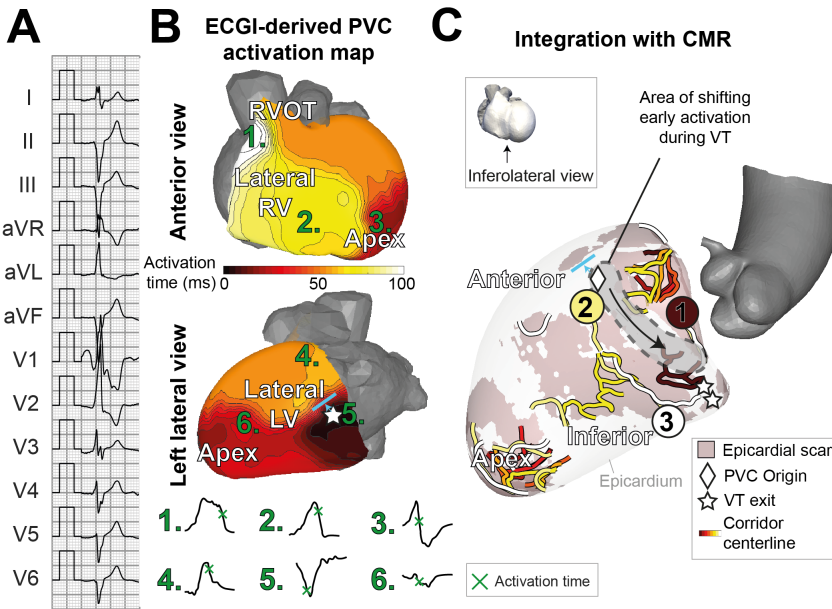 A
I
II
III
aVR
aVL
aVF
V1
V2
V3
V4
V5
V6
B
ECGI-derived PVC
activation map
Anterior view
RVOT
1.
Lateral
RV
2.
3.
Apex
Activation
time (ms)
0
50
100
Left lateral view
4.
Lateral
LV
5.
6.
Apex
1.
2.
3.
4.
5.
6.
Activation time
C
Integration with CMR
Inferolateral view
Area of shifting
early activation
during VT
Anterior
2
1
3
Inferior
Apex
Epicardium
Epicardial scar
PVC Origin
VT exit
Corridor
centerline